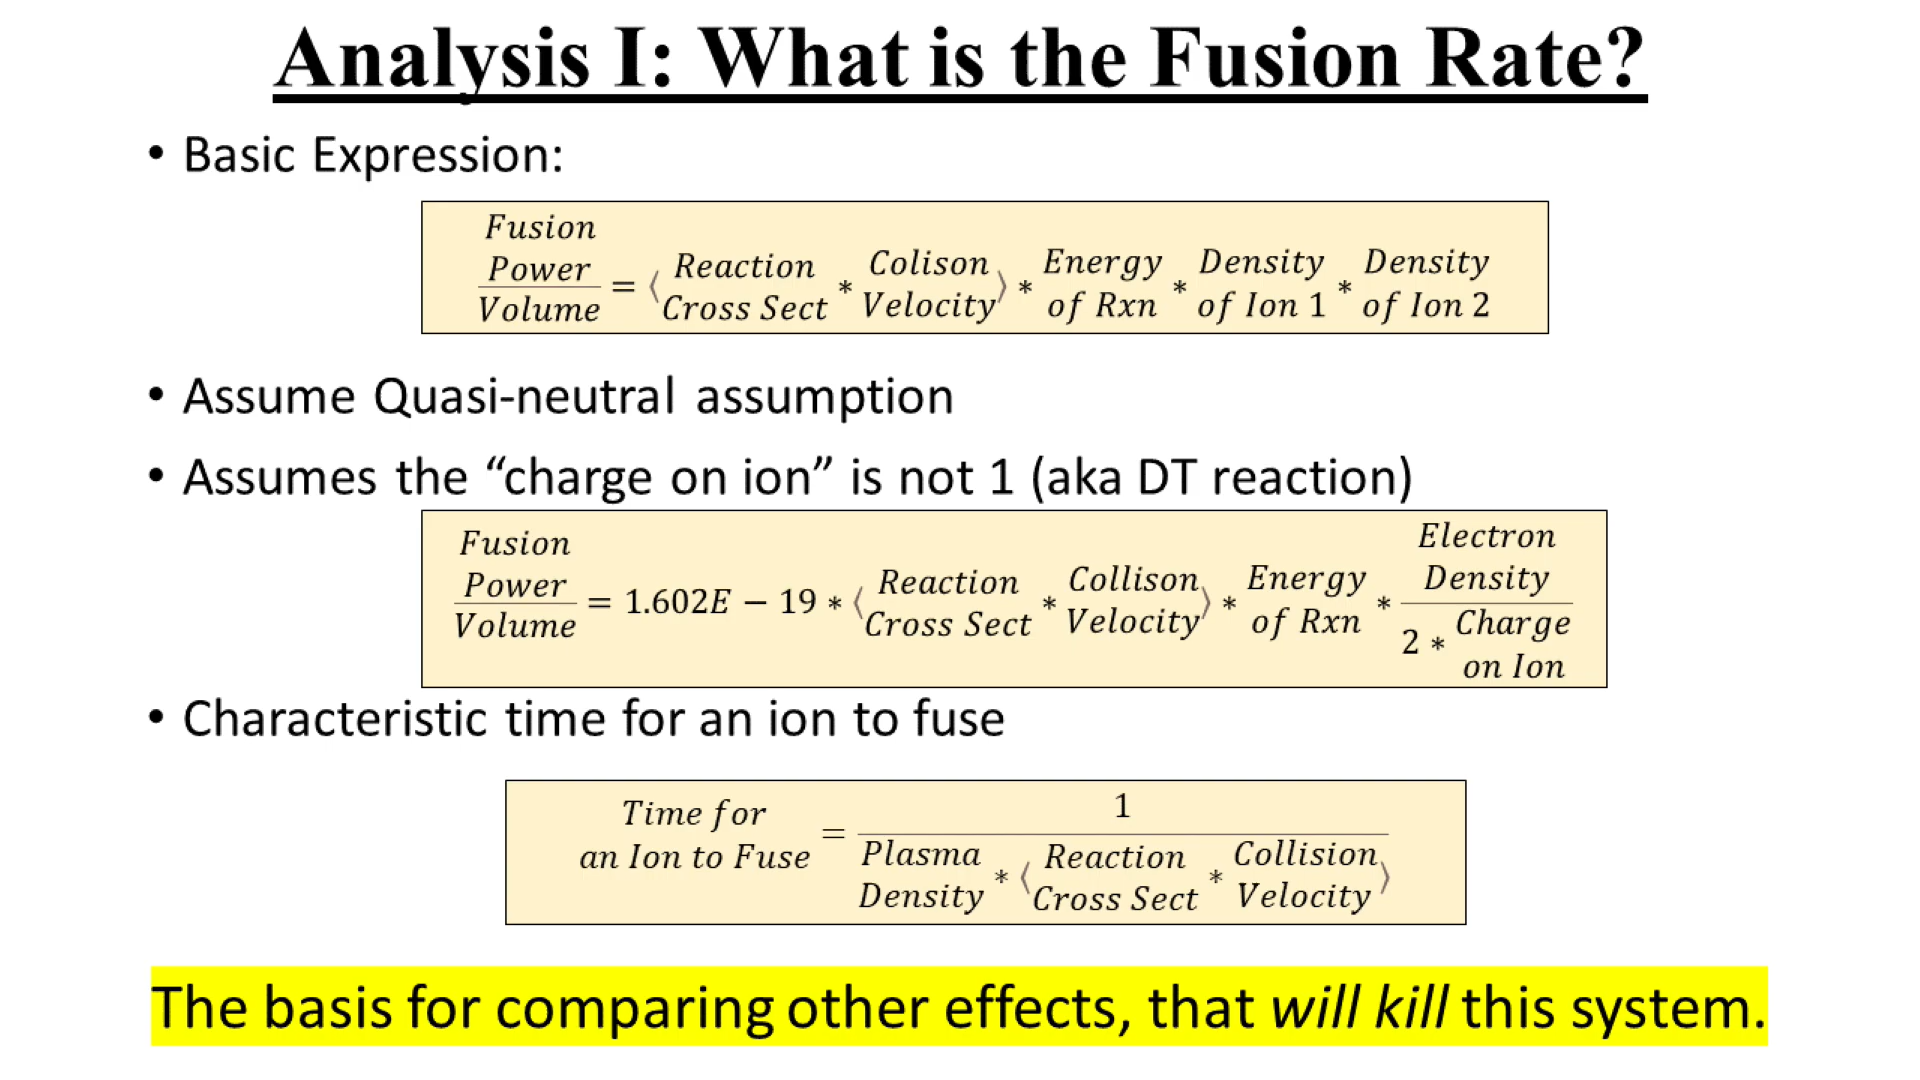 Analysis I: What is the Fusion Rate?
• Basic Expression:
Fusion Power / Volume = ⟨Reaction Cross Sect * Colison Velocity⟩ * Energy of Rxn * Density of Ion 1 * Density of Ion 2
• Assume Quasi-neutral assumption
• Assumes the “charge on ion” is not 1 (aka DT reaction)
Fusion Power / Volume = 1.602E − 19 * ⟨Reaction Cross Sect * Collison Velocity⟩ * Energy of Rxn * Electron Density / 2 * Charge on Ion
• Characteristic time for an ion to fuse
Time for an Ion to Fuse = 1 / Plasma Density * ⟨Reaction Cross Sect * Collision Velocity⟩
The basis for comparing other effects, that will kill this system.